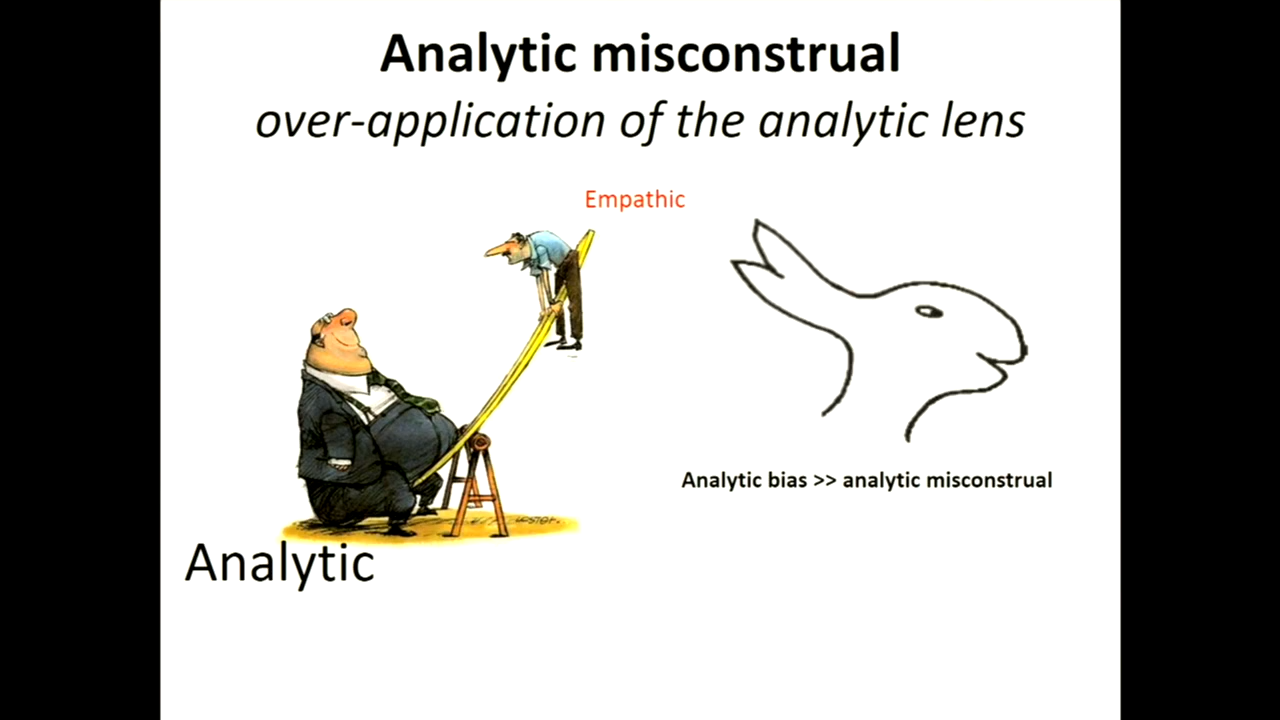 Analytic misconstrual
over-application of the analytic lens
Empathic
Analytic bias >> analytic misconstrual
Analytic